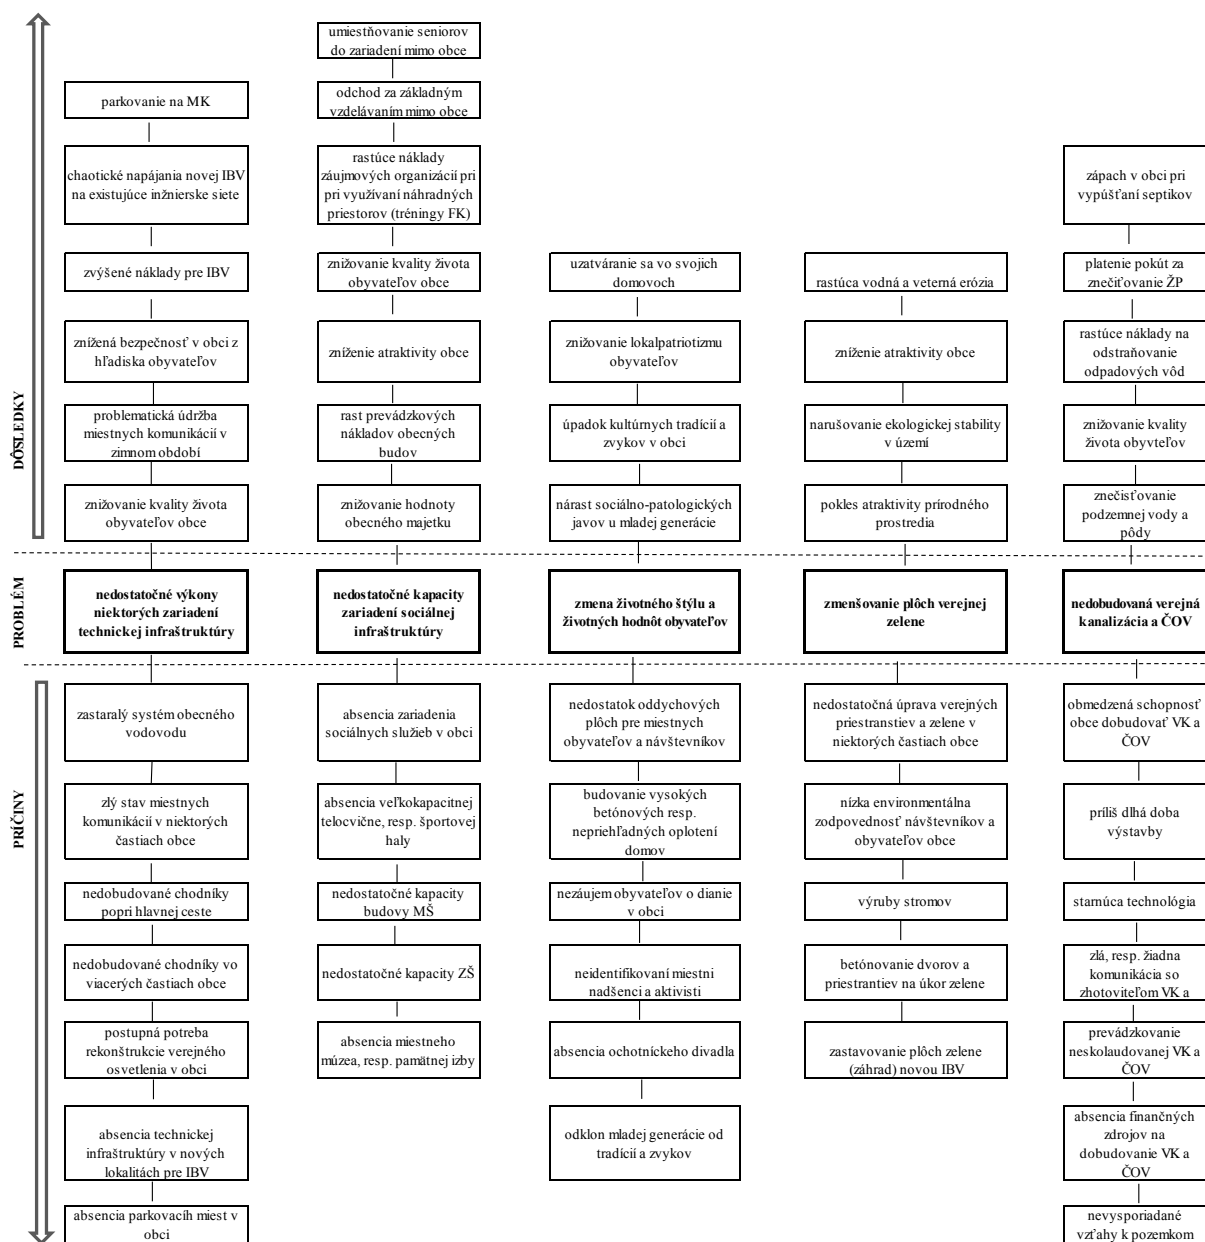 DÔSLEDKY
PROBLÉM
PRÍČINY
parkovanie na MK
chaotické napájania novej IBV
na existujúce inžnierske siete
zvýšené náklady pre IBV
znížená bezpečnosť v obci z
hľadiska obyvateľov
problematická údržba
miestnych komunikácií v
zimnom období
znižovanie kvality života
obyvateľov obce
nedostatočné výkony
niektorých zariadení
technickej infraštruktúry
zastaralý systém obecného
vodovodu
zlý stav miestnych
komunikácií v niektorých
častiach obce
nedobudované chodníky
popri hlavnej ceste
nedobudované chodníky vo
viacerých častiach obce
postupná potreba
rekonštrukcie verejného
osvetlenia v obci
absencia technickej
infraštruktúry v nových
lokalitách pre IBV
absencia parkovacíh miest v
obci
umiestňovanie seniorov
do zariadení mimo obce
odchod za základným
vzdelávaním mimo obce
rastúce náklady
záujmových organizácií pri
pri využívaní náhradných
priestorov (tréningy FK)
znižovanie kvality života
obyvateľov obce
zníženie atraktivity obce
rast prevádzkových
nákladov obecných
budov
znižovanie hodnoty
obecného majetku
nedostatočné kapacity
zariadení sociálnej
infraštruktúry
absencia zariadenia
sociálnych služieb v obci
absencia veľkokapacitnej
telocvične, resp. športovej
haly
nedostatočné kapacity
budovy MŠ
nedostatočné kapacity ZŠ
absencia miestneho
múzea, resp. pamätnej izby
uzatváranie sa vo svojich
domovoch
znižovanie lokalpatriotizmu
obyvateľov
úpadok kultúrnych tradícií a
zvykov v obci
nárast sociálno-patologických
javov u mladej generácie
zmena životného štýlu a
životných hodnôt obyvateľov
nedostatok oddychových
plôch pre miestnych
obyvateľov a návštevníkov
budovanie vysokých
betónových resp.
nepriehľadných oplotení
domov
nezáujem obyvateľov o dianie
v obci
neidentifikovaní miestni
nadšenci a aktivisti
absencia ochotníckeho divadla
odklon mladej generácie od
tradícií a zvykov
rastúca vodná a veterná erózia
zníženie atraktivity obce
narušovanie ekologickej stability
v území
pokles atraktivity prírodného
prostredia
zmenšovanie plôch verejnej
zelene
nedostatočná úprava verejných
priestranstiev a zelene v
niektorých častiach obce
nízka environmentálna
zodpovednosť návštevníkov a
obyvateľov obce
výruby stromov
betónovanie dvorov a
priestrantiev na úkor zelene
zastavovanie plôch zelene
(záhrad) novou IBV
zápach v obci pri
vypúšťaní septikov
platenie pokút za
znečiťovanie ŽP
rastúce náklady na
odstraňovanie
odpadových vôd
znižovanie kvality
života obyvteľov
znečisťovanie
podzemnej vody a
pôdy
nedobudovaná verejná
kanalizácia a ČOV
obmedzená schopnosť
obce dobudovať VK a
ČOV
príliš dlhá doba
výstavby
starnúca technológia
zlá, resp. žiadna
komunikácia so
zhotoviteľom VK a
prevádzkovanie
neskolaudovanej VK a
ČOV
absencia finančných
zdrojov na
dobudovanie VK a
ČOV
nevysporiadané
vzťahy k pozemkom